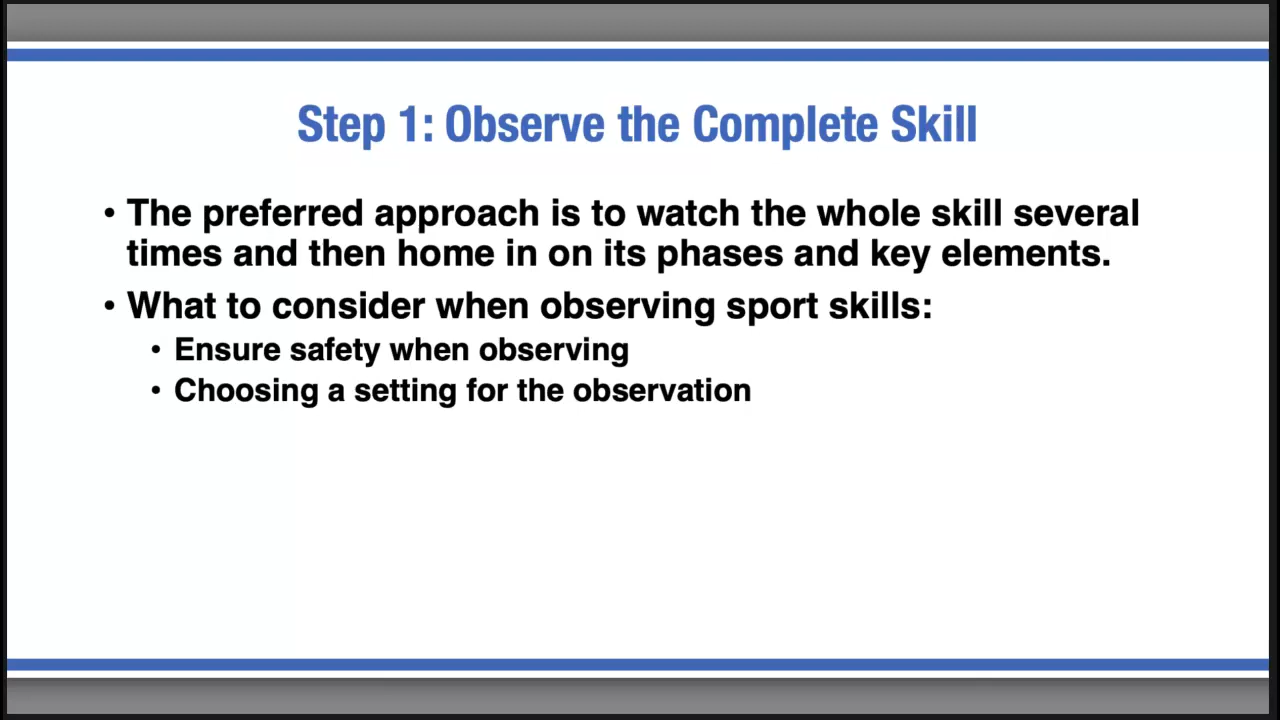 Step 1: Observe the Complete Skill
• The preferred approach is to watch the whole skill several
times and then home in on its phases and key elements.
• What to consider when observing sport skills:
• Ensure safety when observing
• Choosing a setting for the observation